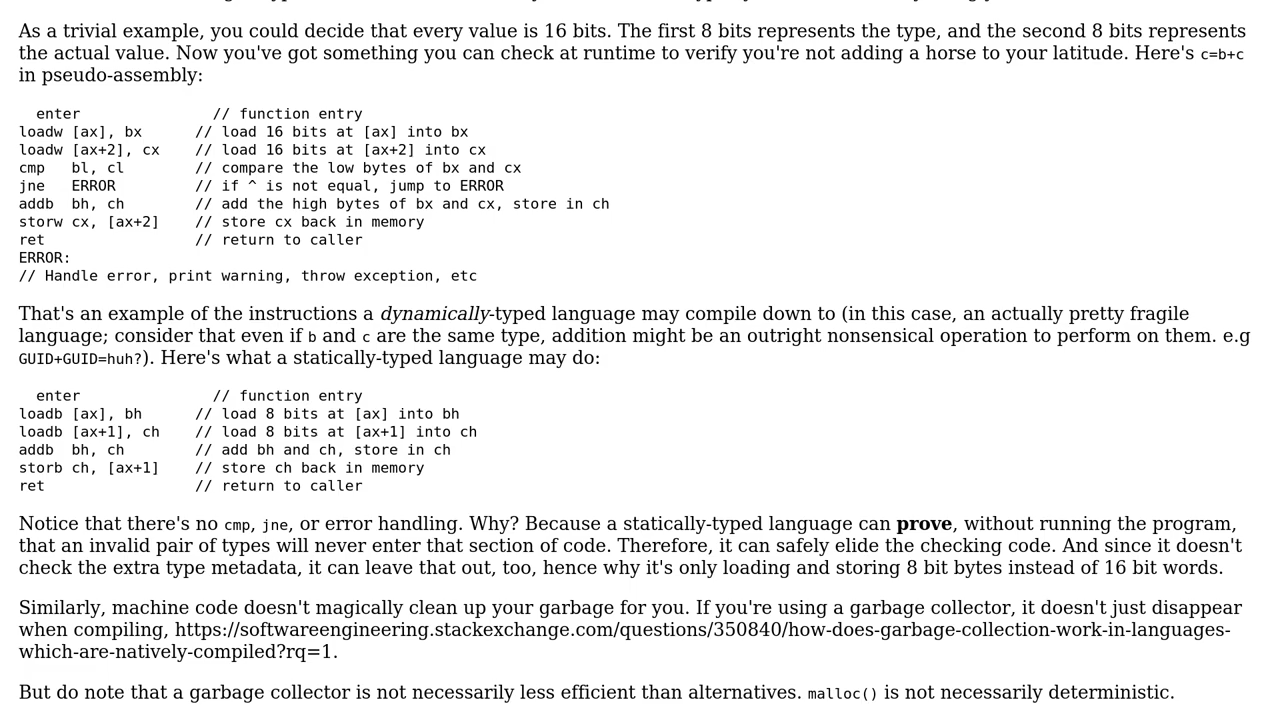 As a trivial example, you could decide that every value is 16 bits. The first 8 bits represents the type, and the second 8 bits represents
the actual value. Now you've got something you can check at runtime to verify you're not adding a horse to your latitude. Here's c=b+c
in pseudo-assembly:
enter // function entry
loadw [ax], bx // load 16 bits at [ax] into bx
loadw [ax+2], cx // load 16 bits at [ax+2] into cx
cmp bl, cl // compare the low bytes of bx and cx
jne ERROR // if ^ is not equal, jump to ERROR
addb bh, ch // add the high bytes of bx and cx, store in ch
storw cx, [ax+2] // store cx back in memory
ret // return to caller
ERROR:
// Handle error, print warning, throw exception, etc
That's an example of the instructions a dynamically-typed language may compile down to (in this case, an actually pretty fragile
language; consider that even if b and c are the same type, addition might be an outright nonsensical operation to perform on them. e.g
GUID+GUID=huh?). Here's what a statically-typed language may do:
enter // function entry
loadb [ax], bh // load 8 bits at [ax] into bh
loadb [ax+1], ch // load 8 bits at [ax+1] into ch
addb bh, ch // add bh and ch, store in ch
storb ch, [ax+1] // store ch back in memory
ret // return to caller
Notice that there's no cmp, jne, or error handling. Why? Because a statically-typed language can prove, without running the program,
that an invalid pair of types will never enter that section of code. Therefore, it can safely elide the checking code. And since it doesn't
check the extra type metadata, it can leave that out, too, hence why it's only loading and storing 8 bit bytes instead of 16 bit words.
Similarly, machine code doesn't magically clean up your garbage for you. If you're using a garbage collector, it doesn't just disappear
when compiling, https://softwareengineering.stackexchange.com/questions/350840/how-does-garbage-collection-work-in-languages-
which-are-natively-compiled?rq=1.
But do note that a garbage collector is not necessarily less efficient than alternatives. malloc() is not necessarily deterministic.